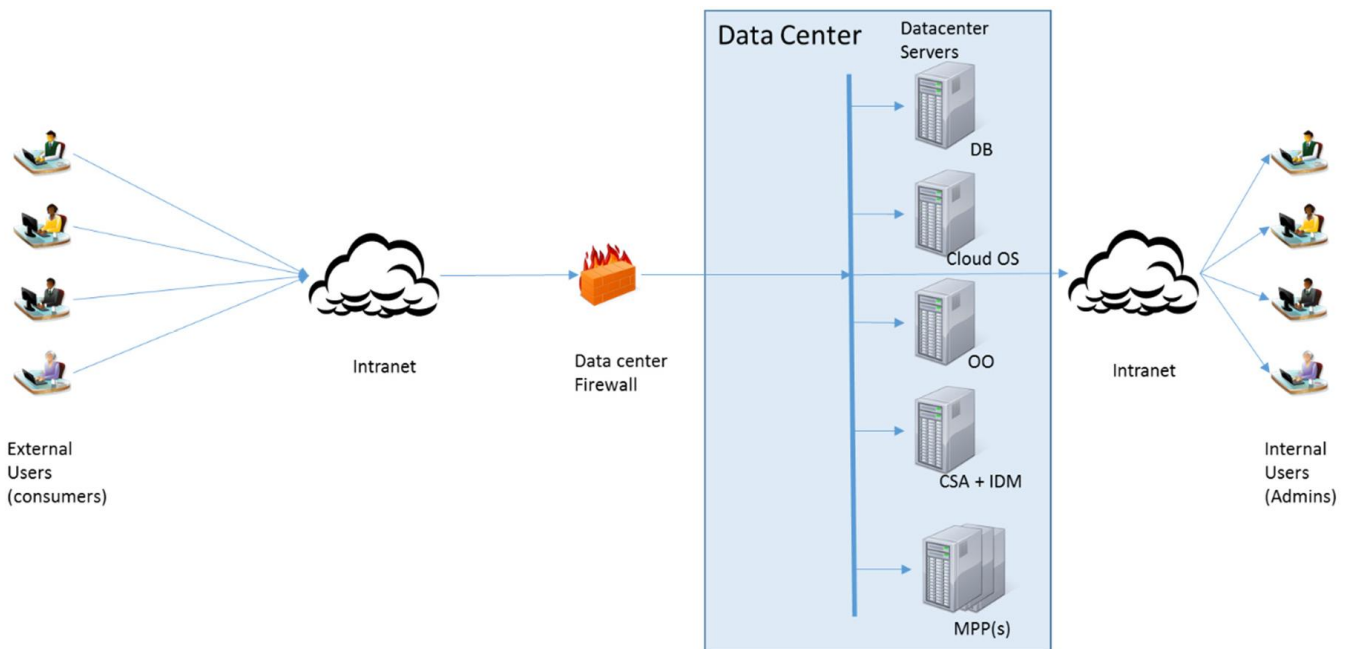 Data Center
Datacenter
Servers
DB
Cloud OS
OO
CSA + IDM
MPP(s)
Intranet
Data center
Firewall
Intranet
External
Users
(consumers)
Internal
Users
(Admins)